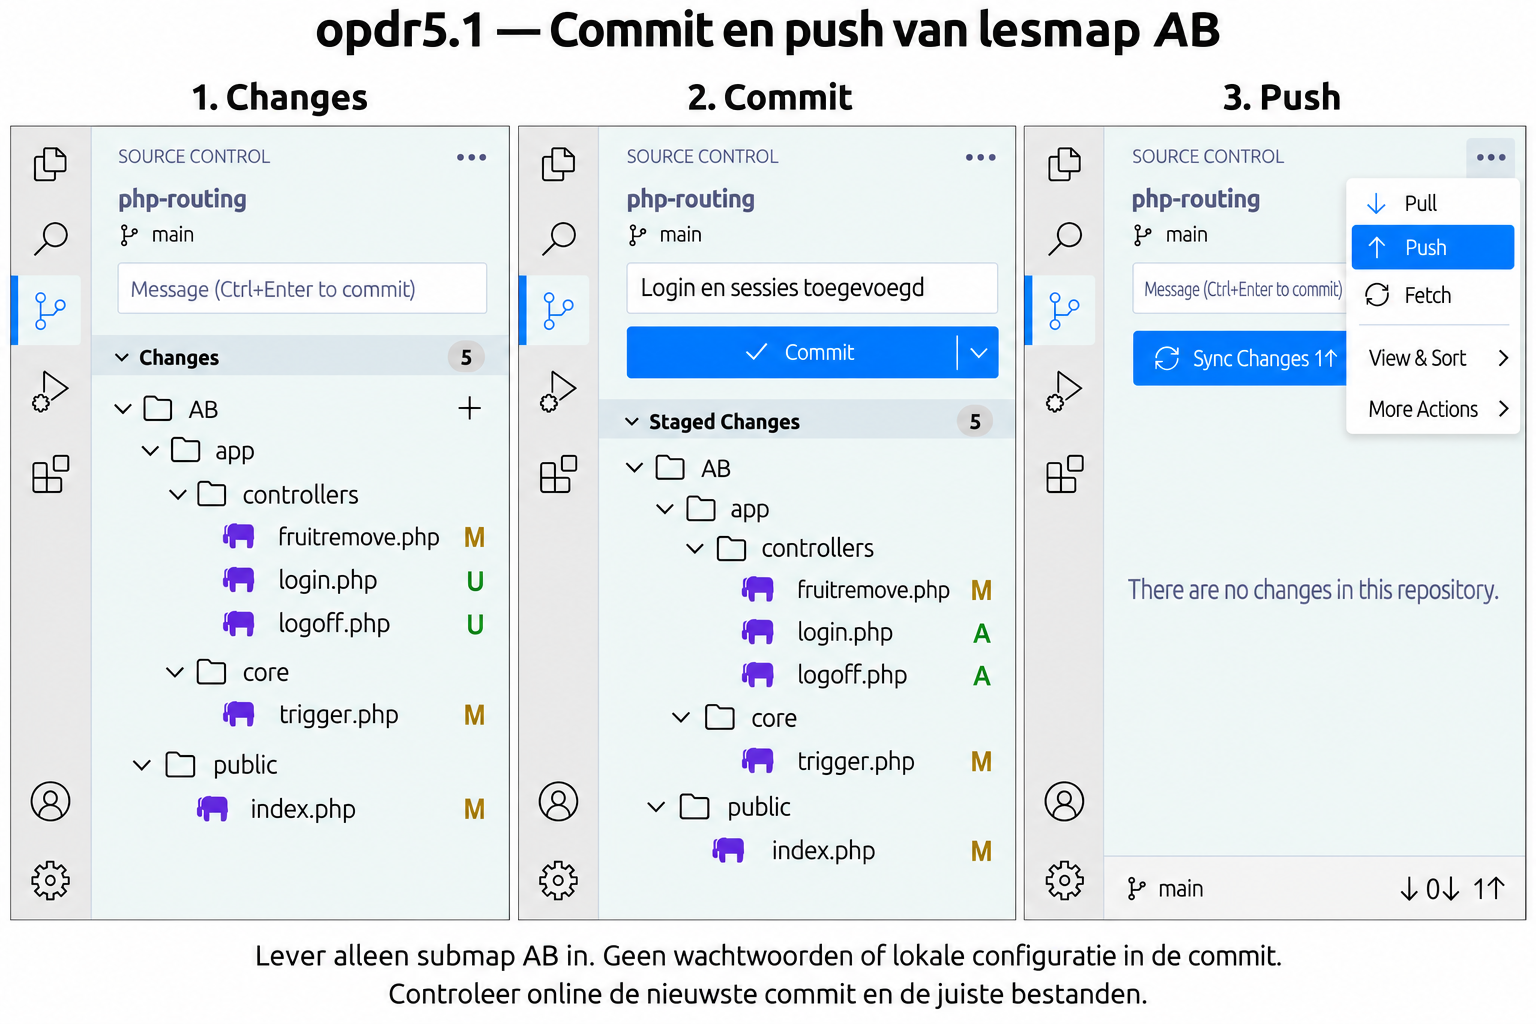 opdr5.1 — Commit en push van lesmap AB
1. Changes
SOURCE CONTROL
php-routing
main
Message (Ctrl+Enter to commit)
Changes 5
AB
app
controllers
fruitremove.php M
login.php U
logoff.php U
core
trigger.php M
public
index.php M
2. Commit
SOURCE CONTROL
php-routing
main
Login en sessies toegevoegd
Commit
Staged Changes 5
AB
app
controllers
fruitremove.php M
login.php A
logoff.php A
core
trigger.php M
public
index.php M
3. Push
SOURCE CONTROL
php-routing
main
Message (Ctrl+Enter to commit)
Sync Changes 1↑
Pull
Push
Fetch
View & Sort
More Actions
There are no changes in this repository.
main ↓ 0↓ 1↑
Lever alleen submap AB in. Geen wachtwoorden of lokale configuratie in de commit.
Controleer online de nieuwste commit en de juiste bestanden.